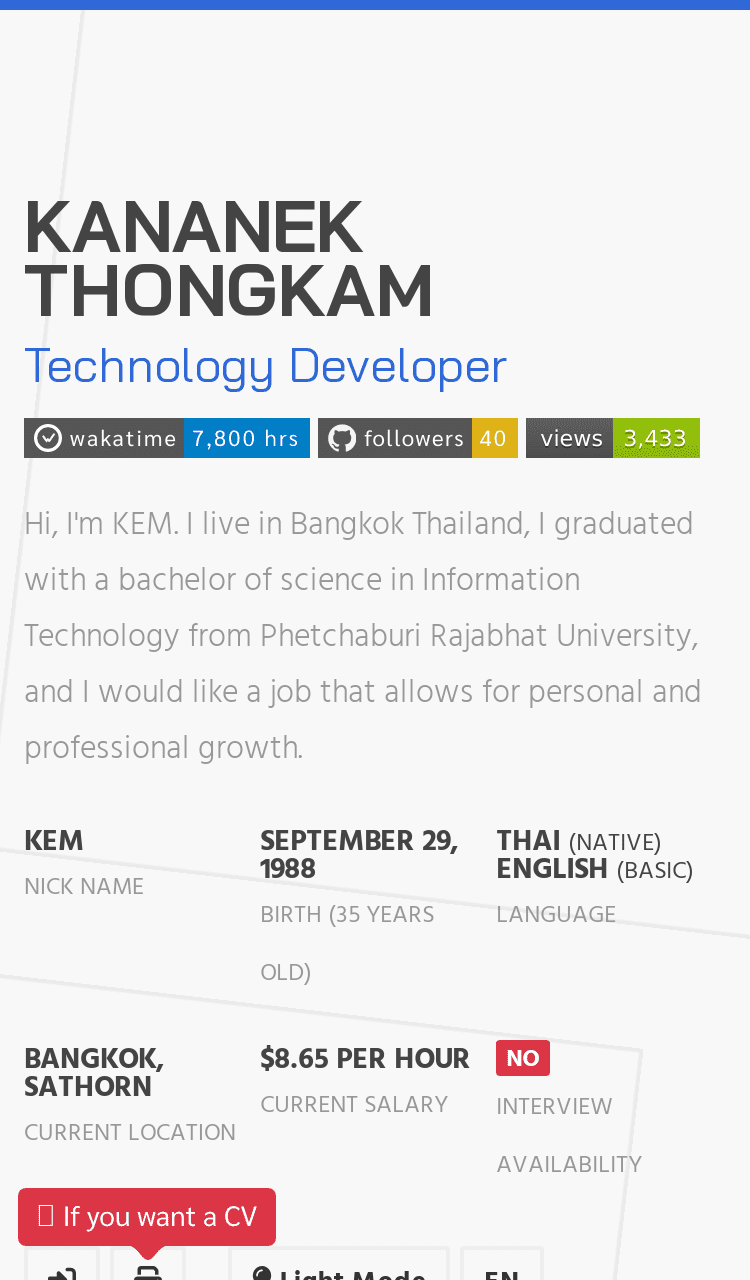 KANANEK
THONGKAM
Technology Developer
wakatime 7,800 hrs followers 40 views 3,433
Hi, I'm KEM. I live in Bangkok Thailand, I graduated
with a bachelor of science in Information
Technology from Phetchaburi Rajabhat University,
and I would like a job that allows for personal and
professional growth.
KEM
NICK NAME
SEPTEMBER 29,
1988
BIRTH (35 YEARS
OLD)
THAI (NATIVE)
ENGLISH (BASIC)
LANGUAGE
BANGKOK,
SATHORN
CURRENT LOCATION
$8.65 PER HOUR
CURRENT SALARY
NO
INTERVIEW
AVAILABILITY
If you want a CV
Light Mode
EN